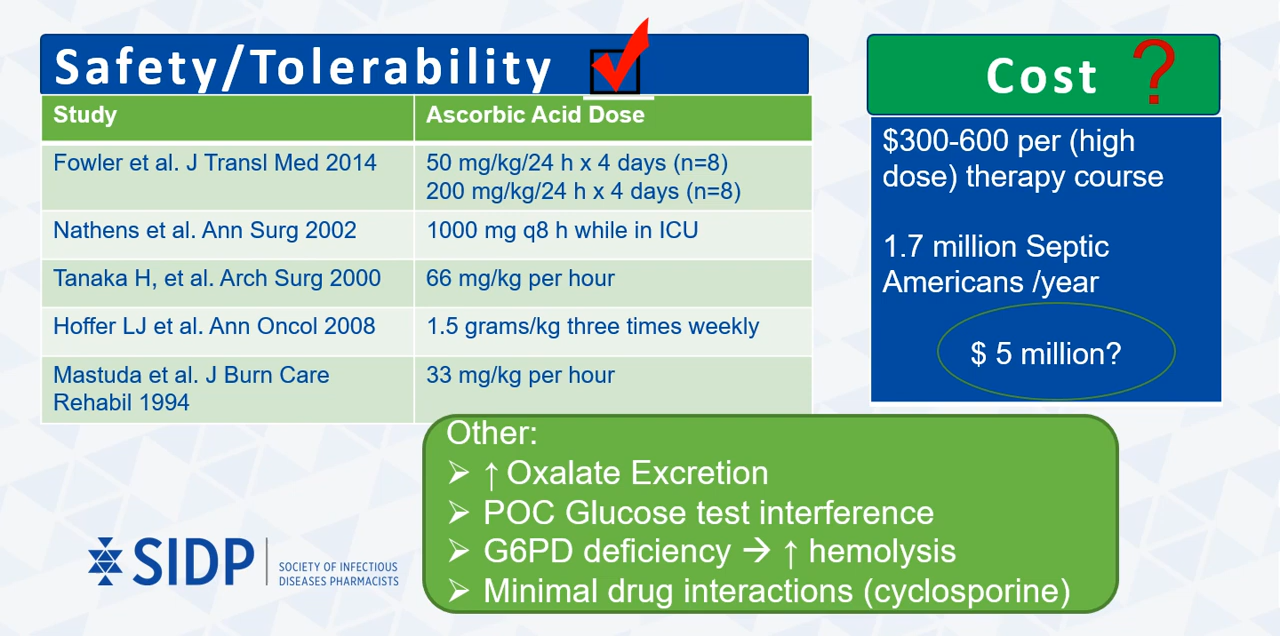 Safety/Tolerability
Study
Ascorbic Acid Dose
Fowler et al. J Transl Med 2014
50 mg/kg/24 h x 4 days (n=8)
200 mg/kg/24 h x 4 days (n=8)
Nathens et al. Ann Surg 2002
1000 mg q8 h while in ICU
Tanaka H, et al. Arch Surg 2000
66 mg/kg per hour
Hoffer LJ et al. Ann Oncol 2008
1.5 grams/kg three times weekly
Mastuda et al. J Burn Care
Rehabil 1994
33 mg/kg per hour
Cost ?
$300-600 per (high
dose) therapy course
1.7 million Septic
Americans /year
$ 5 million?
Other:
➢ ↑ Oxalate Excretion
➢ POC Glucose test interference
➢ G6PD deficiency → ↑ hemolysis
➢ Minimal drug interactions (cyclosporine)
SIDP
SOCIETY OF INFECTIOUS
DISEASES PHARMACISTS